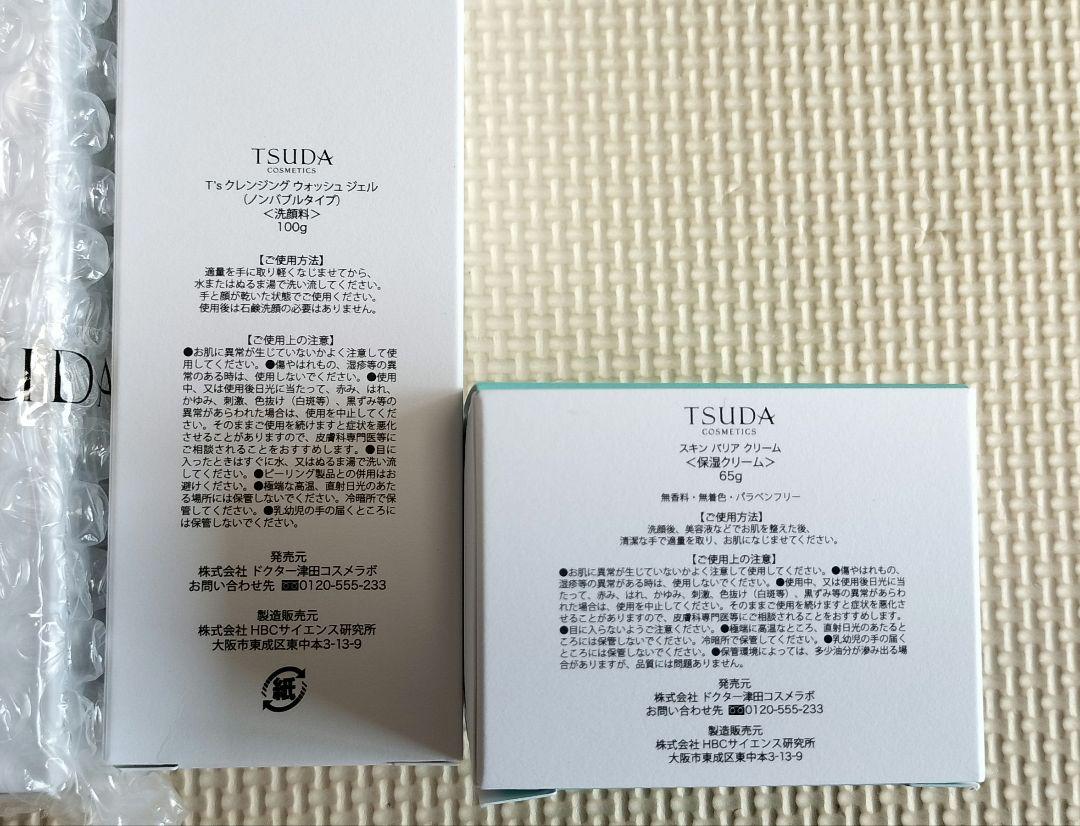 UDA
TSUDA
COSMETICS
T's クレンジング ウォッシュ ジェル
(ノンバブルタイプ)
＜洗顔料＞
100g
【ご使用方法】
適量を手に取り軽くなじませてから、
水またはぬるま湯で洗い流してください。
手と顔が乾いた状態でご使用ください。
使用後は石鹸洗顔の必要はありません。
【ご使用上の注意】
●お肌に異常が生じていないかよく注意して使
用してください。●傷やはれもの、湿疹等の異
常のある時は、使用しないでください。●使用
中、又は使用後日光に当たって、赤み、はれ、
かゆみ、刺激、色抜け（白斑等）、黒ずみ等の
異常があらわれた場合は、使用を中止してくだ
さい。そのままご使用を続けますと症状を悪化
させることがありますので、皮膚科専門医等に
ご相談されることをおすすめします。●目に
入ったときはすぐに水、又はぬるま湯で洗い流
してください。●ピーリング製品との併用はお
避けください。●極端な高温、直射日光のあた
る場所には保管しないでください。冷暗所で保
管してください。●乳幼児の手の届くところに
は保管しないでください。
発売元
株式会社 ドクター津田コスメラボ
お問い合わせ先 0120-555-233
製造販売元
株式会社 HBCサイエンス研究所
大阪市東成区東中本3-13-9
紙
TSUDA
COSMETICS
スキン バリア クリーム
＜保湿クリーム＞
65g
無香料・無着色・パラベンフリー
【ご使用方法】
洗顔後、美容液などでお肌を整えた後、
清潔な手で適量を取り、お肌になじませてください。
【ご使用上の注意】
●お肌に異常が生じていないかよく注意して使用してください。●傷やはれもの、
湿疹等の異常がある時は、使用しないでください。●使用中、又は使用後日光に当
たって、赤み、はれ、かゆみ、刺激、色抜け（白斑等）、黒ずみ等の異常があらわ
れた場合は、使用を中止してください。そのままご使用を続けますと症状を悪化さ
せることがありますので、皮膚科専門医等にご相談されることをおすすめします。
●目に入らないようご注意ください。●極端に高温なところ、直射日光のあたると
ころには保管しないでください。冷暗所で保管してください。●乳幼児の手の届く
ところには保管しないでください。●保管環境によっては、多少油分が滲み出る場
合がありますが、品質には問題ありません。
発売元
株式会社 ドクター津田コスメラボ
お問い合わせ先 0120-555-233
製造販売元
株式会社 HBCサイエンス研究所
大阪市東成区東中本3-13-9